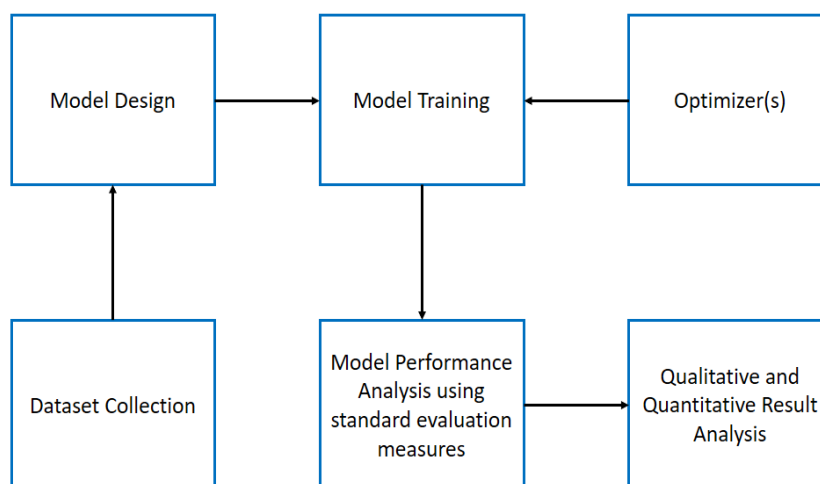 Model Design
Model Training
Optimizer(s)
Dataset Collection
Model Performance
Analysis using
standard evaluation
measures
Qualitative and
Quantitative Result
Analysis